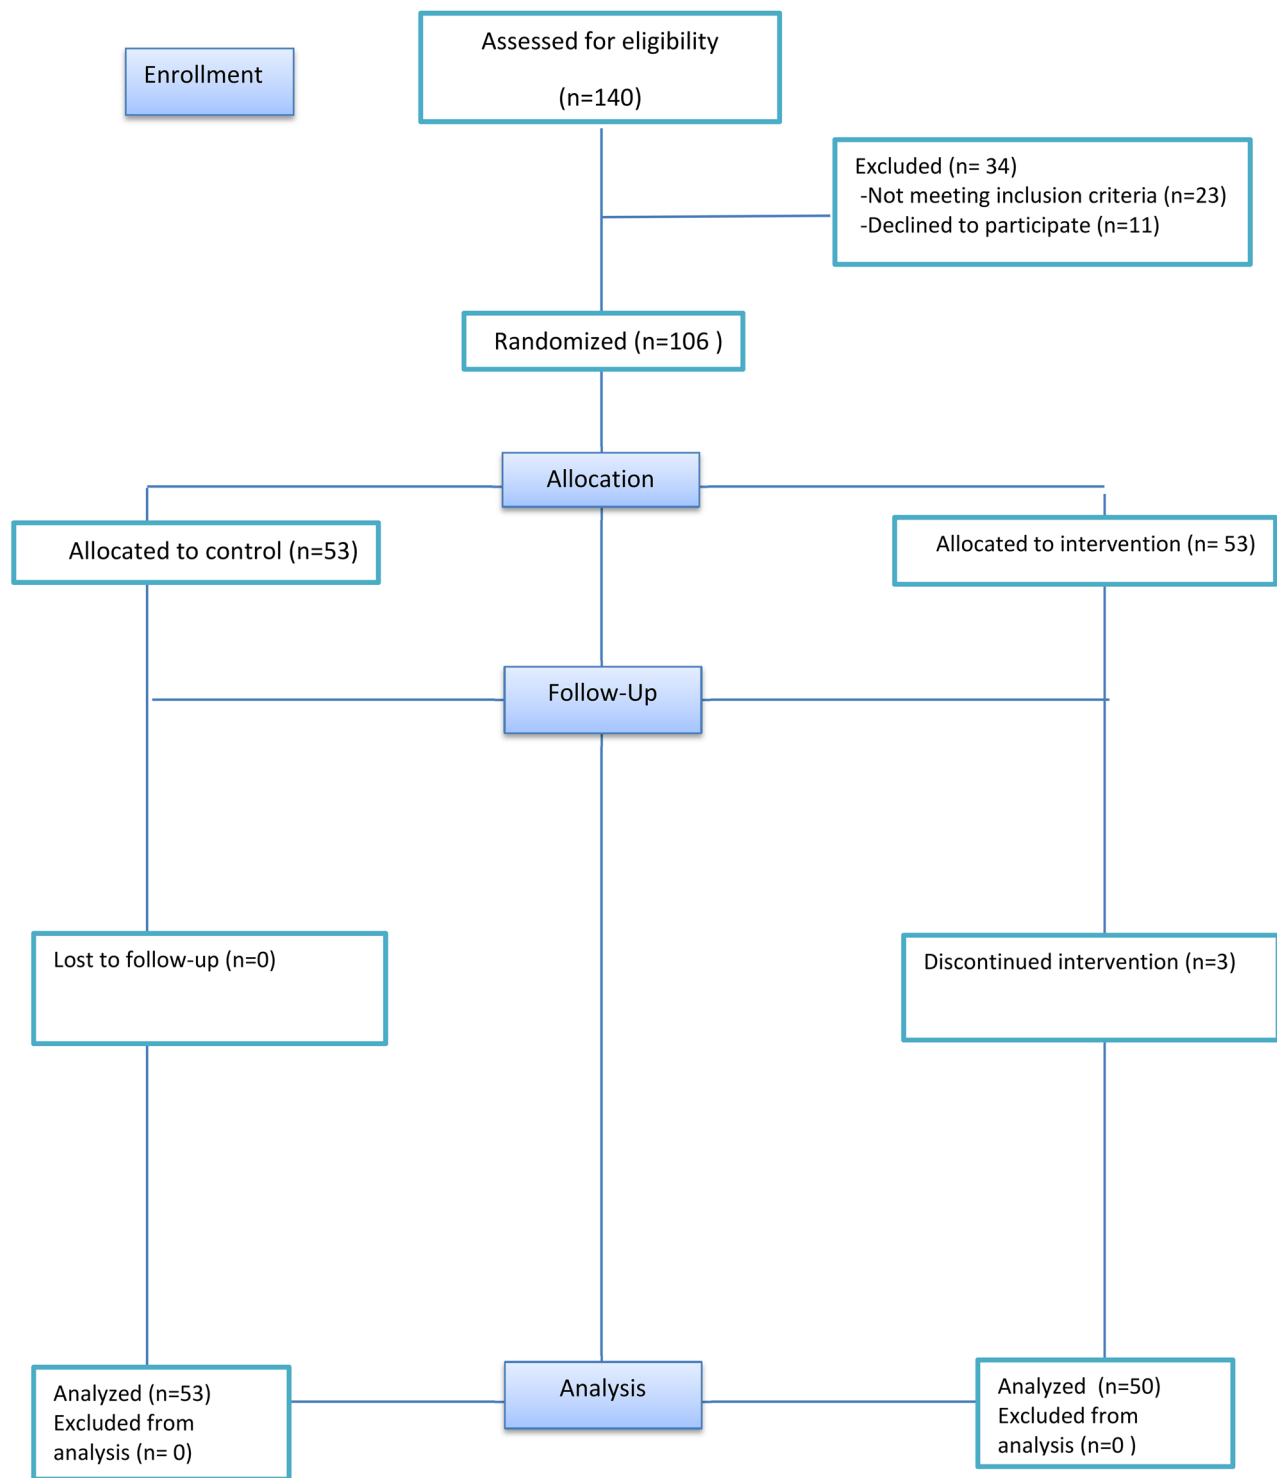 Enrollment
Assessed for eligibility
(n=140)
Excluded (n= 34)
-Not meeting inclusion criteria (n=23)
-Declined to participate (n=11)
Randomized (n=106 )
Allocation
Allocated to control (n=53)
Allocated to intervention (n= 53)
Follow-Up
Lost to follow-up (n=0)
Discontinued intervention (n=3)
Analysis
Analyzed (n=53)
Excluded from
analysis (n= 0)
Analyzed  (n=50)
Excluded from
analysis (n=0 )